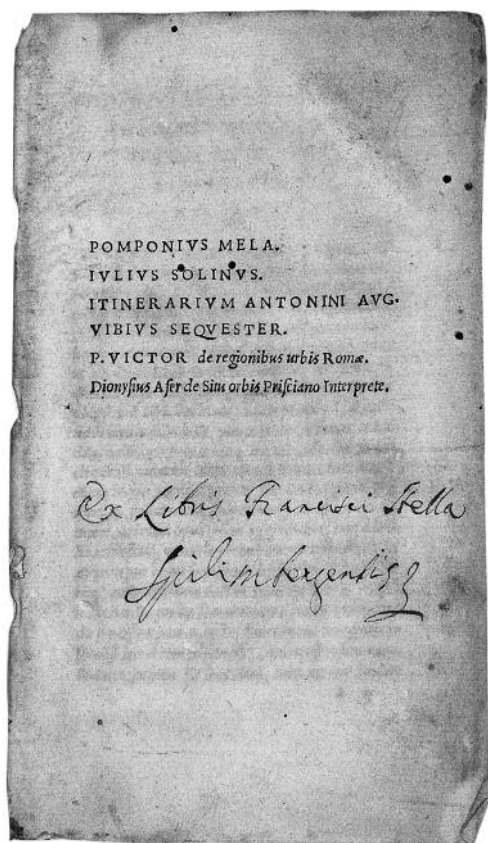 POMPONIVS MELA.
IVLIVS SOLINVS.
ITINERARIVM ANTONINI AVG.
VIBIVS SEQVESTER.
P. VICTOR de regionibus urbis Romæ.
Dionysius Afer de Situ orbis Prisciano Interprete.
Ex Libris Francisci Stella
Spilimbergensis